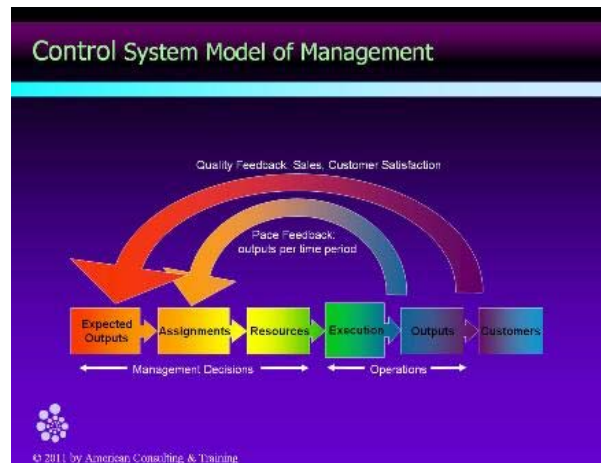 Control System Model of Management
Quality Feedback: Sales, Customer Satisfaction
Pace Feedback:
outputs per time period
Expected
Outputs
Assignments
Resources
Execution
Outputs
Customers
Management Decisions
Operations
© 2011 by American Consulting & Training